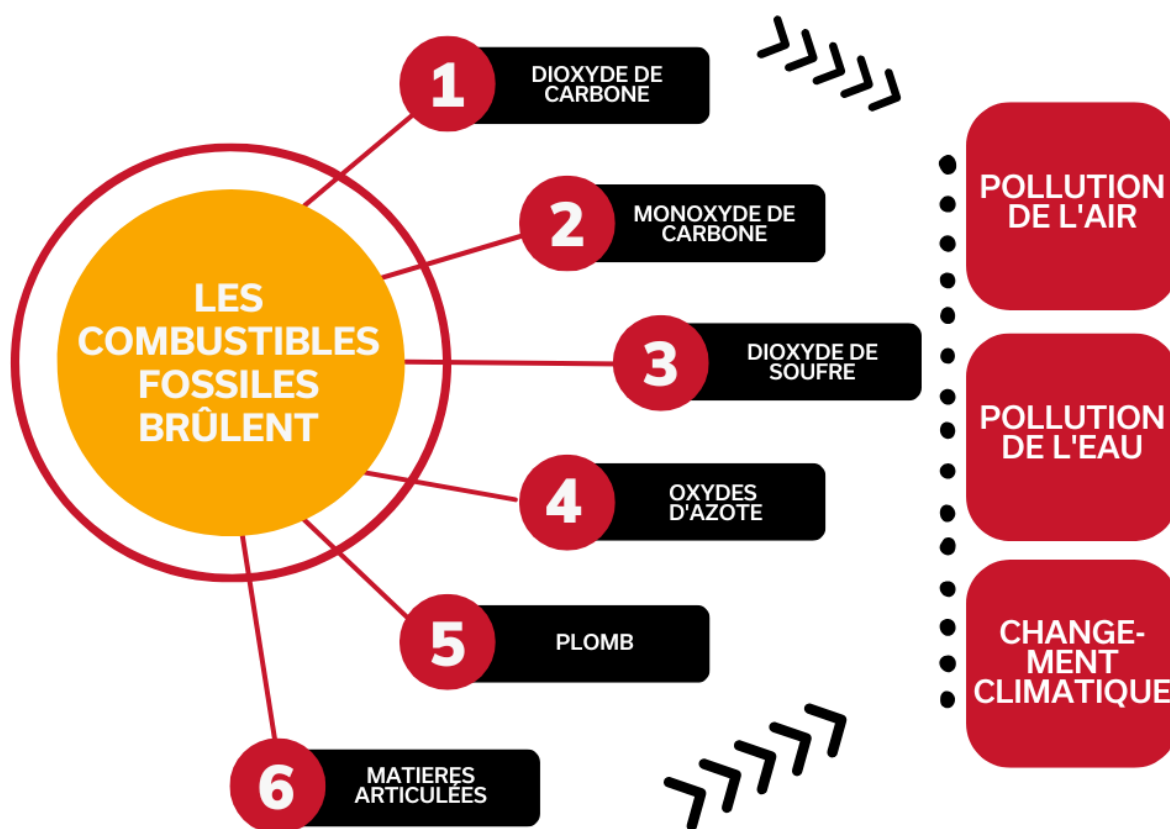 1
DIOXYDE DE
CARBONE
2
MONOXYDE DE
CARBONE
3
DIOXYDE DE
SOUFRE
4
OXYDES
D'AZOTE
5
PLOMB
6
MATIERES
ARTICULÉES
LES
COMBUSTIBLES
FOSSILES
BRÛLENT
POLLUTION
DE L'AIR
POLLUTION
DE L'EAU
CHANGE-
MENT
CLIMATIQUE